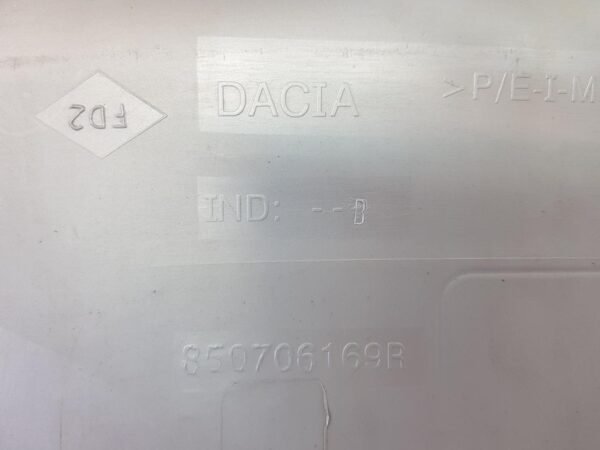 FD2
DACIA
>P/E-I-M
IND: --B
850706169R